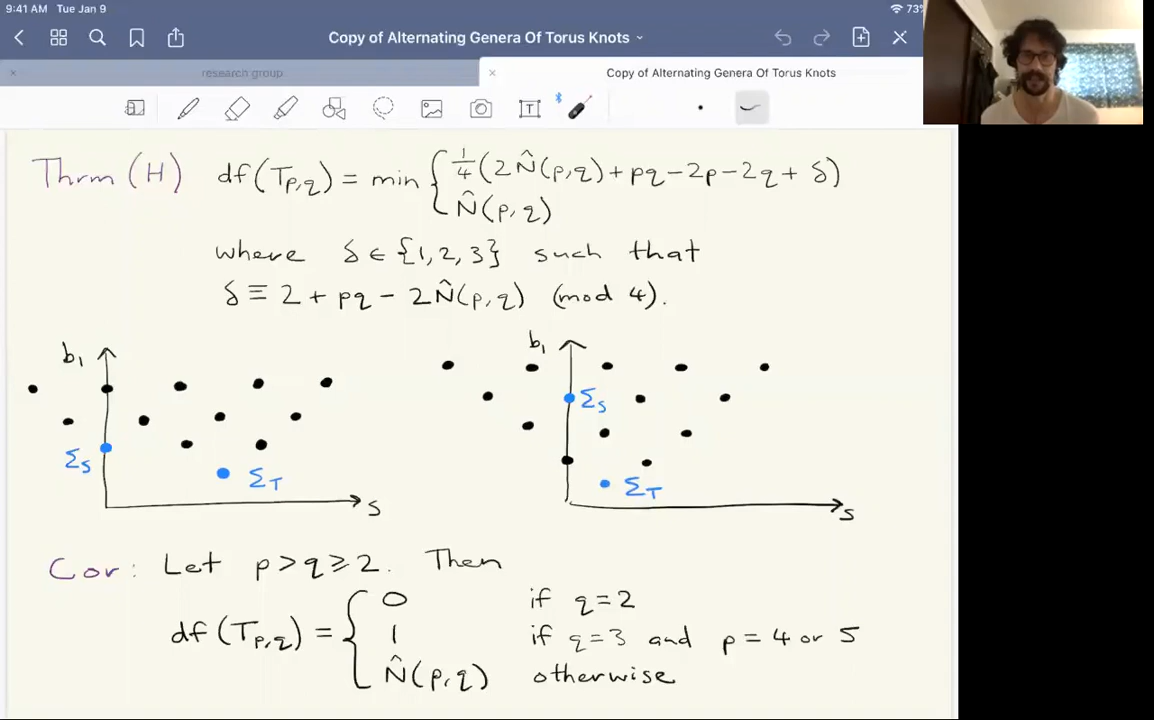 9:41 AM Tue Jan 9
73%
Copy of Alternating Genera Of Torus Knots
research group
Copy of Alternating Genera Of Torus Knots
T
Thrm (H) df(Tp,q) = min { 1/4 (2N̂(p,q) + pq - 2p - 2q + δ)
N̂(p,q)
where δ ∈ {1, 2, 3} such that
δ ≡ 2 + pq - 2N̂(p,q) (mod 4).
b₁ b₁
Σs
Σs ΣT ΣT
s s
Cor: Let p > q ≥ 2. Then
df(Tp,q) = { 0 if q = 2
1 if q = 3 and p = 4 or 5
N̂(p,q) otherwise